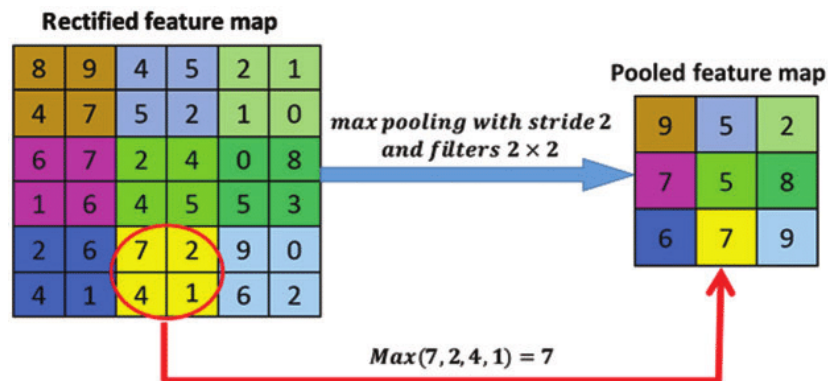 Rectified feature map
8 9 4 5 2 1
4 7 5 2 1 0
6 7 2 4 0 8
1 6 4 5 5 3
2 6 7 2 9 0
4 1 4 1 6 2
max pooling with stride 2
and filters 2 × 2
Pooled feature map
9 5 2
7 5 8
6 7 9
Max(7, 2, 4, 1) = 7